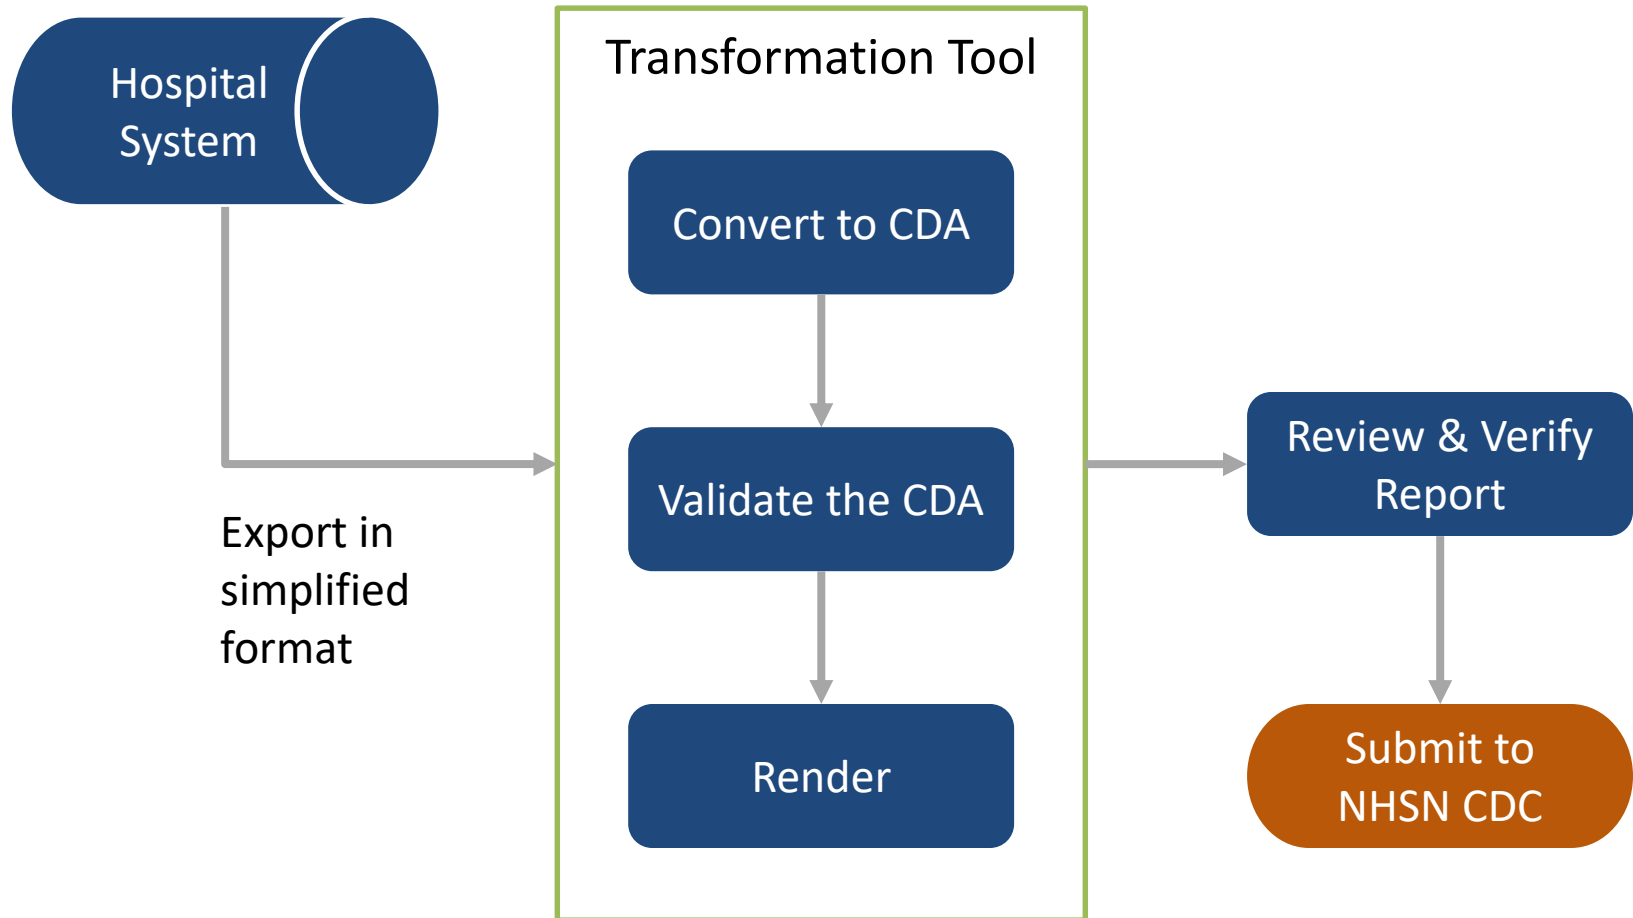 Hospital
System
Export in
simplified
format
Transformation Tool
Convert to CDA
Validate the CDA
Render
Review & Verify
Report
Submit to
NHSN CDC